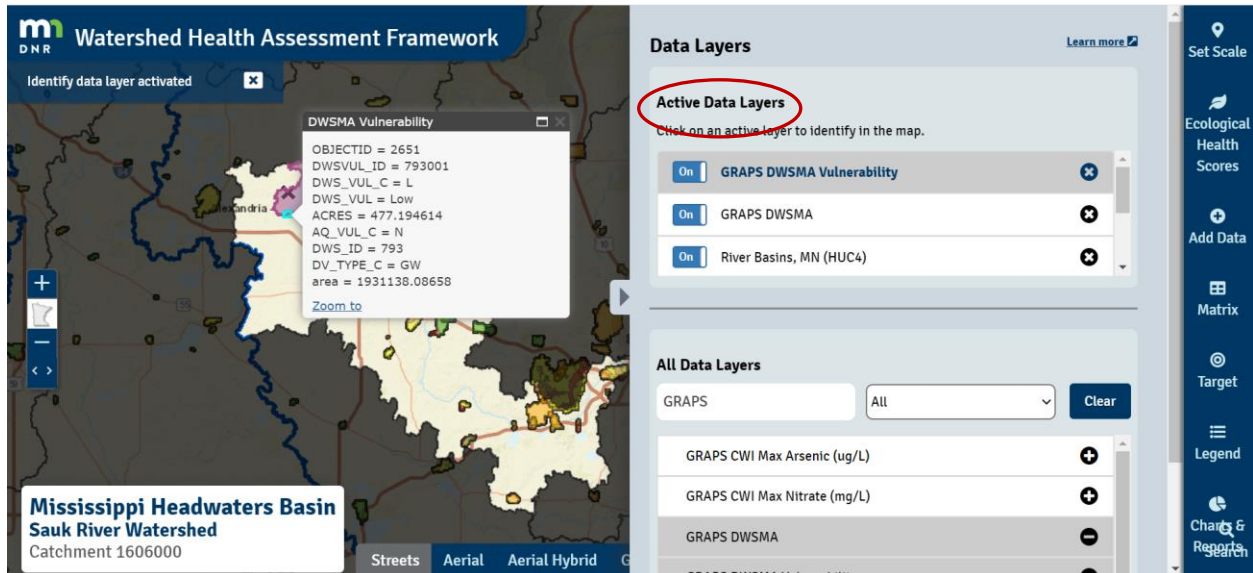 m1
DNR
Watershed Health Assessment Framework
Identify data layer activated
DWSMA Vulnerability
OBJECTID = 2651
DWSVUL_ID = 793001
DWS_VUL_C = L
DWS_VUL = Low
ACRES = 477.194614
AQ_VUL_C = N
DWS_ID = 793
DV_TYPE_C = GW
area = 1931138.08658
Zoom to
Mississippi Headwaters Basin
Sauk River Watershed
Catchment 1606000
Streets Aerial Aerial Hybrid
Data Layers
Learn more
Active Data Layers
Click on an active layer to identify in the map.
On GRAPS DWSMA Vulnerability
On GRAPS DWSMA
On River Basins, MN (HUC4)
All Data Layers
GRAPS All Clear
GRAPS CWI Max Arsenic (ug/L)
GRAPS CWI Max Nitrate (mg/L)
GRAPS DWSMA
Set Scale
Ecological
Health
Scores
Add Data
Matrix
Target
Legend
Charts &
Reports
Search